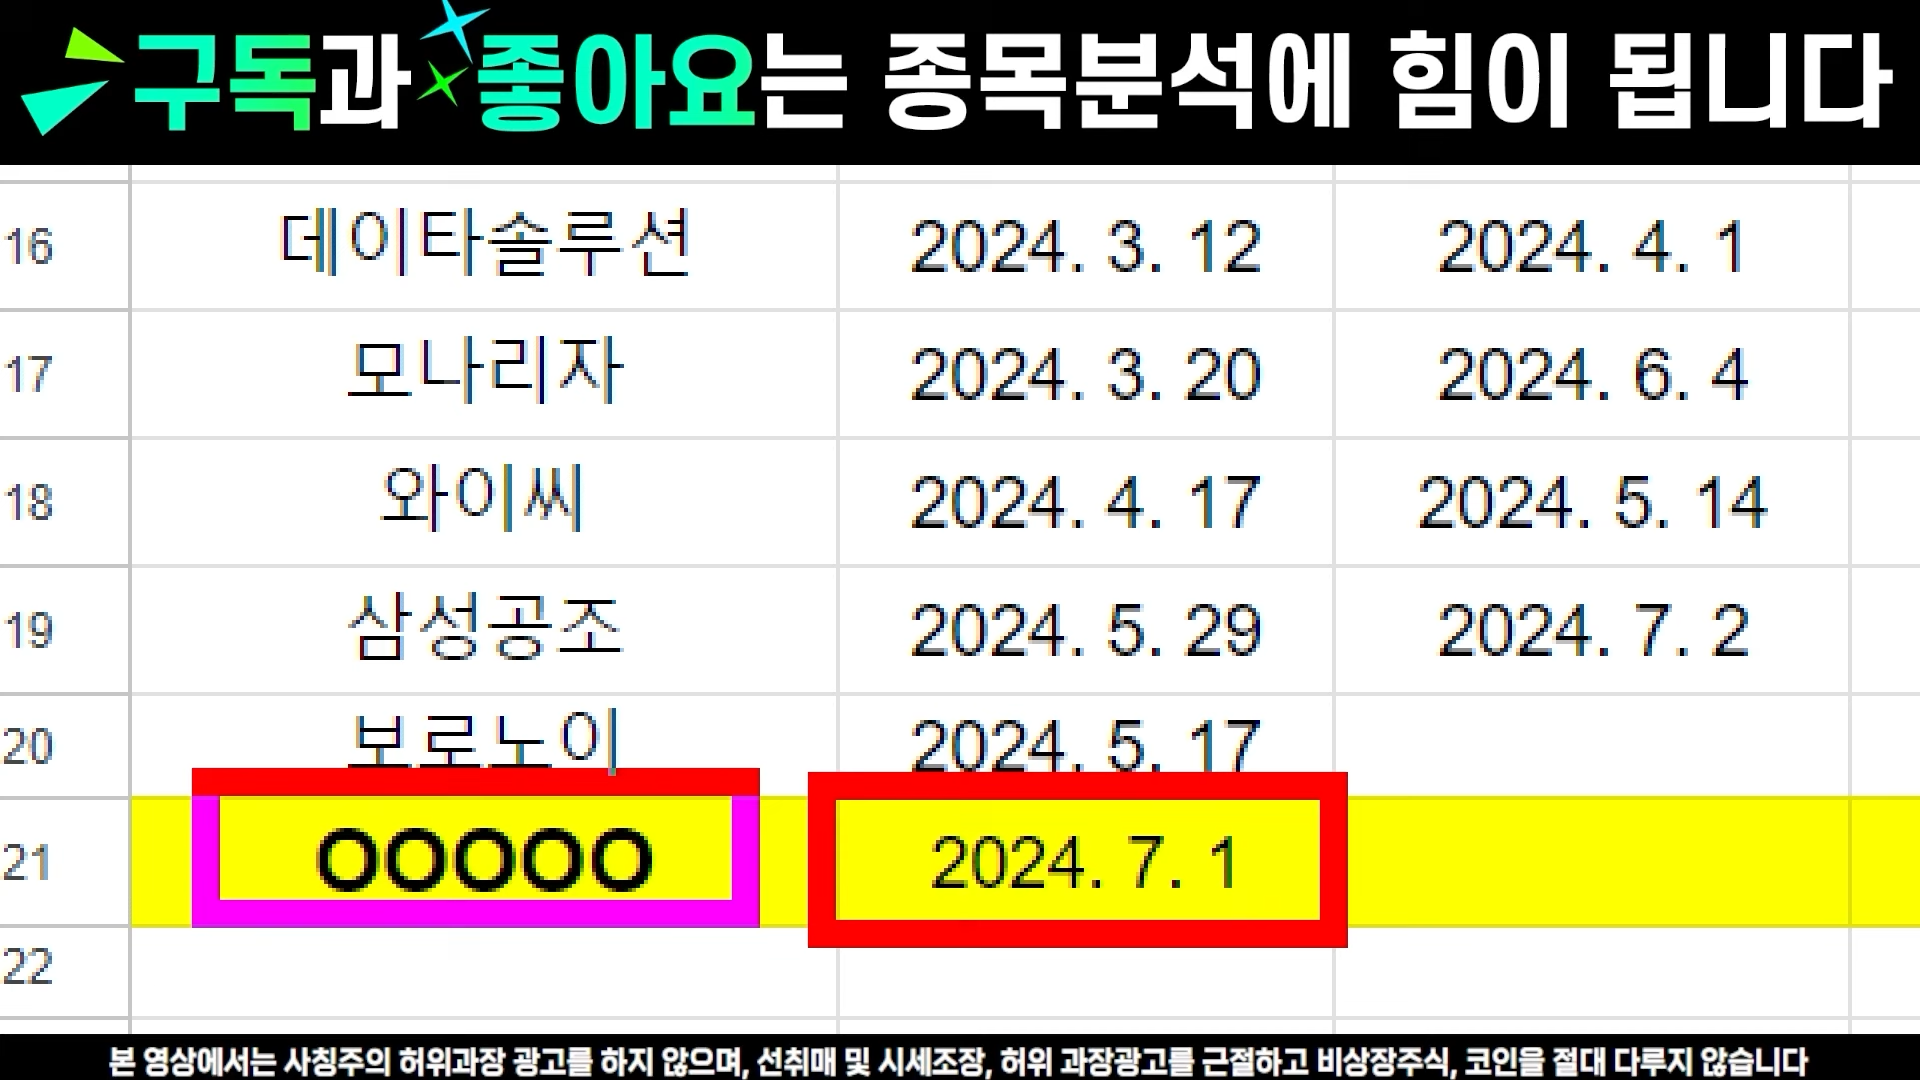 구독과 좋아요는 종목분석에 힘이 됩니다
16 데이타솔루션 2024. 3. 12 2024. 4. 1
17 모나리자 2024. 3. 20 2024. 6. 4
18 와이씨 2024. 4. 17 2024. 5. 14
19 삼성공조 2024. 5. 29 2024. 7. 2
20 보로노이 2024. 5. 17
21 OOOOO 2024. 7. 1
22
본 영상에서는 사칭주의 허위과장 광고를 하지 않으며, 선취매 및 시세조장, 허위 과장광고를 근절하고 비상장주식, 코인을 절대 다루지 않습니다